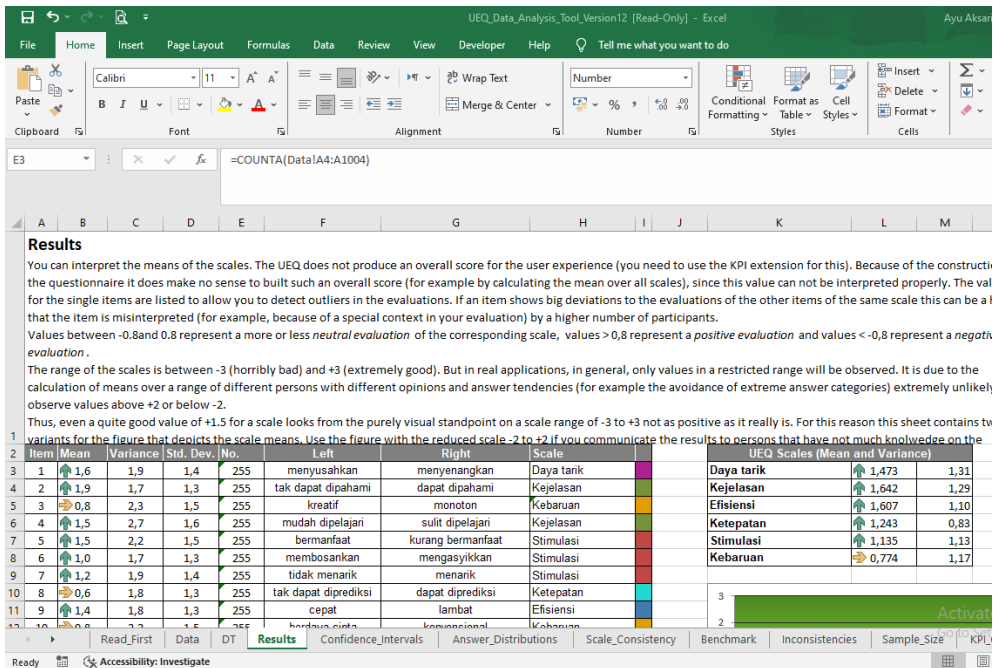 UEQ_Data_Analysis_Tool_Version12 [Read-Only] - Excel
Ayu Aksari
File Home Insert Page Layout Formulas Data Review View Developer Help Tell me what you want to do
Calibri 11 Wrap Text Number Insert
Paste B I U Merge & Center % Conditional Formatting Format as Table Cell Styles Delete
Format
Clipboard Font Alignment Number Styles Cells
E3 fx =COUNTA(Data!A4:A1004)
A B C D E F G H I J K L M
Results
You can interpret the means of the scales. The UEQ does not produce an overall score for the user experience (you need to use the KPI extension for this). Because of the
the questionnaire it does make no sense to built such an overall score (for example by calculating the mean over all scales), since this value can not be interpreted properly. The
for the single items are listed to allow you to detect outliers in the evaluations. If an item shows big deviations to the evaluations of the other items of the same scale this can be a
that the item is misinterpreted (for example, because of a special context in your evaluation) by a higher number of participants.
Values between -0.8and 0.8 represent a more or less neutral evaluation of the corresponding scale, values > 0,8 represent a positive evaluation and values < -0,8 represent a
evaluation .
The range of the scales is between -3 (horribly bad) and +3 (extremely good). But in real applications, in general, only values in a restricted range will be observed. It is due to the
calculation of means over a range of different persons with different opinions and answer tendencies (for example the avoidance of extreme answer categories) extremely unlikely
observe values above +2 or below -2.
Thus, even a quite good value of +1.5 for a scale looks from the purely visual standpoint on a scale range of -3 to +3 not as positive as it really is. For this reason this sheet contains
1 variants for the figure that depicts the scale means. Use the figure with the reduced scale -2 to +2 if you communicate the results to persons that have not much knolwedge on the
2 Item Mean Variance Std. Dev. No. Left Right Scale UEQ Scales (Mean and Variance)
3 1 1,6 1,9 1,4 255 menyusahkan menyenangkan Daya tarik Daya tarik 1,473 1,31
4 2 1,9 1,7 1,3 255 tak dapat dipahami dapat dipahami Kejelasan Kejelasan 1,642 1,29
5 3 0,8 2,3 1,5 255 kreatif monoton Kebaruan Efisiensi 1,607 1,10
6 4 1,5 2,7 1,6 255 mudah dipelajari sulit dipelajari Kejelasan Ketepatan 1,243 0,83
7 5 1,5 2,2 1,5 255 bermanfaat kurang bermanfaat Stimulasi Stimulasi 1,135 1,13
8 6 1,0 1,7 1,3 255 membosankan mengasyikkan Stimulasi Kebaruan 0,774 1,17
9 7 1,2 1,9 1,4 255 tidak menarik menarik Stimulasi
10 8 0,6 1,8 1,3 255 tak dapat diprediksi dapat diprediksi Ketepatan 3
11 9 1,4 1,8 1,3 255 cepat lambat Efisiensi 2
Activate
Read_First Data DT Results Confidence_Intervals Answer_Distributions Scale_Consistency Benchmark Inconsistencies Sample_Size
Ready Accessibility: Investigate